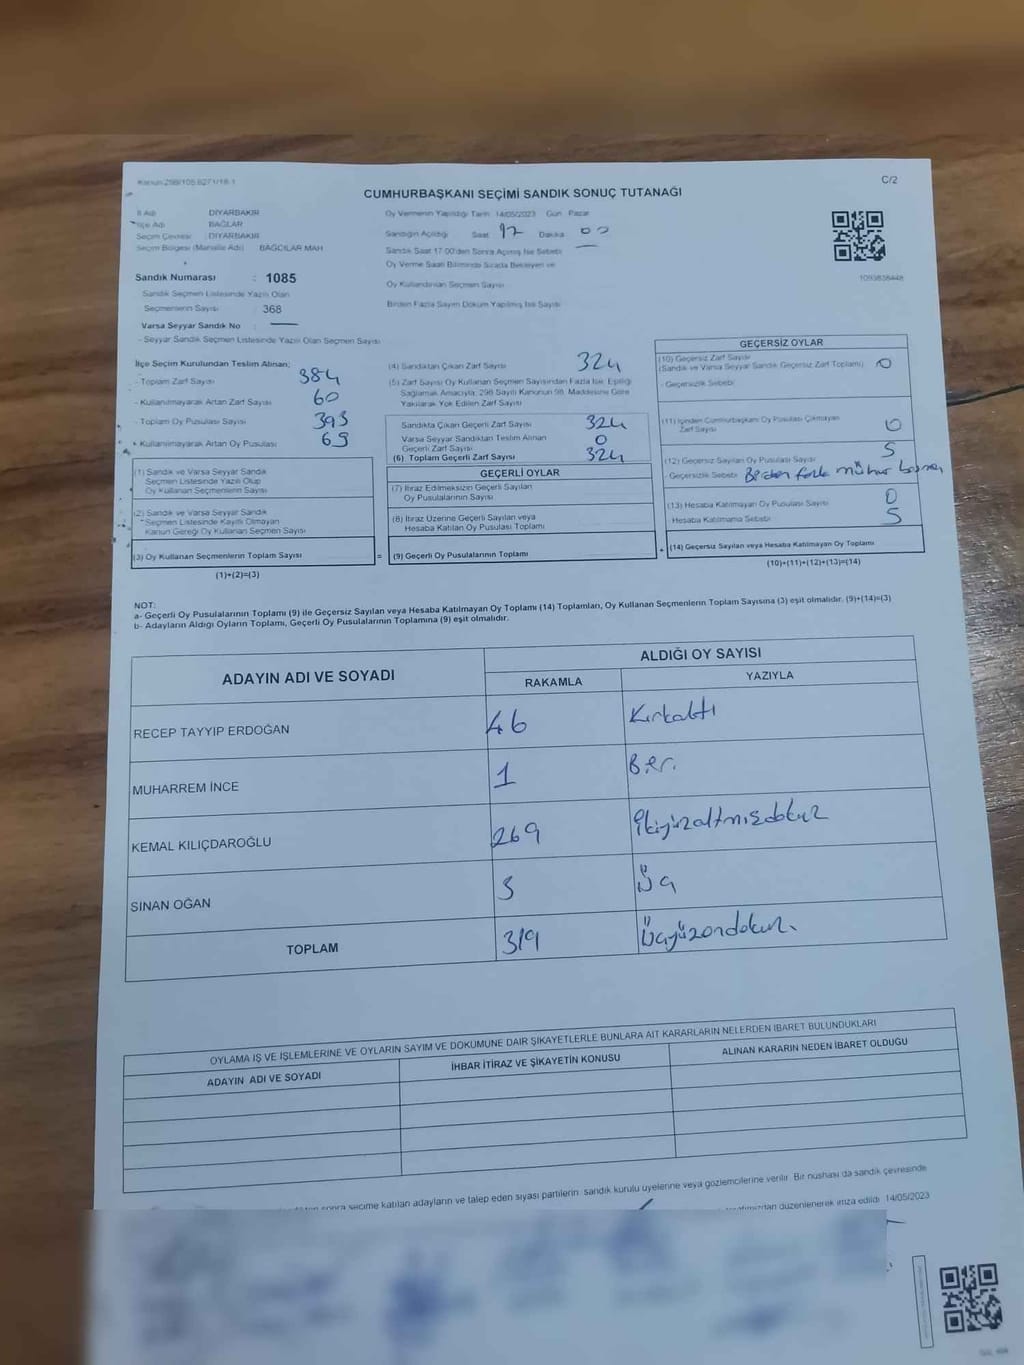 Kanun 298/105,6271/18-1
C/2
CUMHURBAŞKANI SEÇİMİ SANDIK SONUÇ TUTANAĞI
İl Adı DİYARBAKIR
İlçe Adı : BAĞLAR
Seçim Çevresi : DİYARBAKIR
Seçim Bölgesi (Mahalle Adı) BAĞCILAR MAH
Sandık Numarası : 1085
Sandık Seçmen Listesinde Yazılı Olan
Seçmenlerin Sayısı : 368
Varsa Seyyar Sandık No : —
- Seyyar Sandık Seçmen Listesinde Yazılı Olan Seçmen Sayısı
Oy Vermenin Yapıldığı Tarih 14/05/2023 Gün Pazar
Sandığın Açıldığı Saat 17 Dakika 00
Sandık Saat 17:00'den Sonra Açılmış İse Sebebi —
Oy Verme Saati Bitiminde Sırada Bekleyen ve
Oy Kullandırılan Seçmen Sayısı
Birden Fazla Sayım Döküm Yapılmış İse Sayısı
1093838448
İlçe Seçim Kurulundan Teslim Alınan;
- Toplam Zarf Sayısı 384
- Kullanılmayarak Artan Zarf Sayısı 60
- Toplam Oy Pusulası Sayısı 393
- Kullanılmayarak Artan Oy Pusulası 69
(1) Sandık ve Varsa Seyyar Sandık
Seçmen Listesinde Yazılı Olup
Oy Kullanan Seçmenlerin Sayısı
(2) Sandık ve Varsa Seyyar Sandık
Seçmen Listesinde Kayıtlı Olmayan
Kanun Gereği Oy Kullanan Seçmen Sayısı
(3) Oy Kullanan Seçmenlerin Toplam Sayısı
=
(1)+(2)=(3)
(4) Sandıktan Çıkan Zarf Sayısı 324
(5) Zarf Sayısı Oy Kullanan Seçmen Sayısından Fazla İse, Eşitliği
Sağlamak Amacıyla, 298 Sayılı Kanunun 98. Maddesine Göre
Yakılarak Yok Edilen Zarf Sayısı
Sandıkta Çıkan Geçerli Zarf Sayısı 324
Varsa Seyyar Sandıktan Teslim Alınan
Geçerli Zarf Sayısı 0
(6) Toplam Geçerli Zarf Sayısı 324
GEÇERLİ OYLAR
(7) İtiraz Edilmeksizin Geçerli Sayılan
Oy Pusulalarının Sayısı
(8) İtiraz Üzerine Geçerli Sayılan veya
Hesaba Katılan Oy Pusulası Toplamı
(9) Geçerli Oy Pusulalarının Toplamı
+
GEÇERSİZ OYLAR
(10) Geçersiz Zarf Sayısı
(Sandık ve Varsa Seyyar Sandık Geçersiz Zarf Toplamı) 0
- Geçersizlik Sebebi
(11) İçinden Cumhurbaşkanı Oy Pusulası Çıkmayan
Zarf Sayısı 0
(12) Geçersiz Sayılan Oy Pusulası Sayısı 5
- Geçersizlik Sebebi Birden fazla mühür
(13) Hesaba Katılmayan Oy Pusulası Sayısı 0
- Hesaba Katılmama Sebebi 5
(14) Geçersiz Sayılan veya Hesaba Katılmayan Oy Toplamı
(10)+(11)+(12)+(13)=(14)
NOT:
a- Geçerli Oy Pusulalarının Toplamı (9) ile Geçersiz Sayılan veya Hesaba Katılmayan Oy Toplamı (14) Toplamları, Oy Kullanan Seçmenlerin Toplam Sayısına (3) eşit olmalıdır. (9)+(14)=(3)
b- Adayların Aldığı Oyların Toplamı, Geçerli Oy Pusulalarının Toplamına (9) eşit olmalıdır.
ADAYIN ADI VE SOYADI
ALDIĞI OY SAYISI
RAKAMLA YAZIYLA
RECEP TAYYIP ERDOĞAN 46 Kırkaltı
MUHARREM İNCE 1 Bir.
KEMAL KILIÇDAROĞLU 269 İkiyüzaltmışdokuz
SİNAN OĞAN 3 Üç
TOPLAM 319 Üçyüzondokuz.
OYLAMA İŞ VE İŞLEMLERİNE VE OYLARIN SAYIM VE DÖKÜMÜNE DAİR ŞİKAYETLERLE BUNLARA AİT KARARLARIN NELERDEN İBARET BULUNDUKLARI
ADAYIN ADI VE SOYADI İHBAR İTİRAZ VE ŞİKAYETİN KONUSU ALINAN KARARIN NEDEN İBARET OLDUĞU
sonra seçime katılan adayların ve talep eden siyasi partilerin sandık kurulu üyelerine veya gözlemcilerine verilir. Bir nüshası da sandık çevresinde
düzenlenerek imza edildi. 14/05/2023